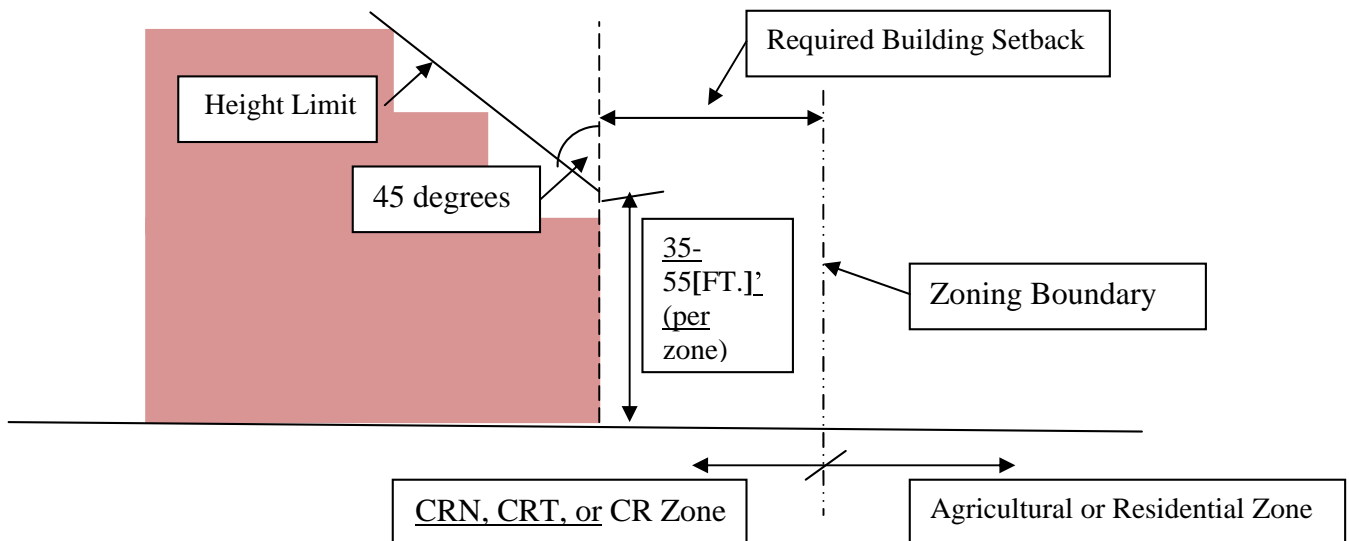 Required Building Setback
Height Limit
45 degrees
35-
55[FT.]’
(per
zone)
Zoning Boundary
CRN, CRT, or CR Zone
Agricultural or Residential Zone